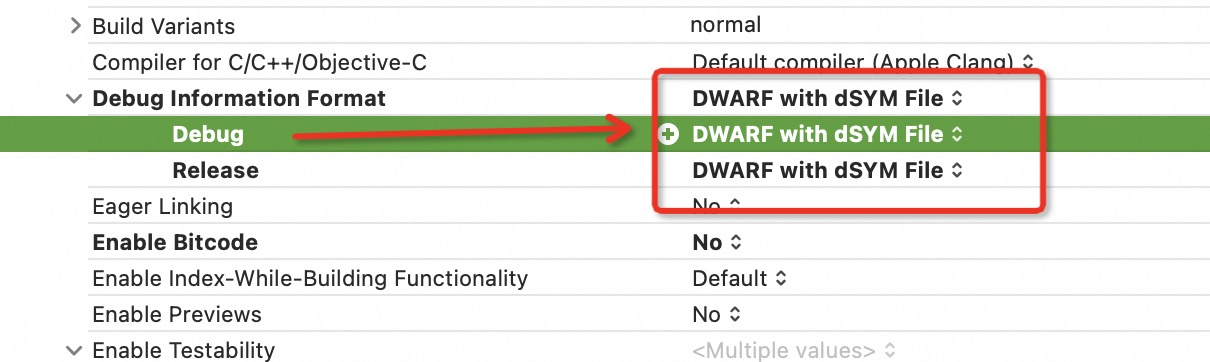 Build Variants normal
Compiler for C/C++/Objective-C Default compiler (Apple Clang)
Debug Information Format DWARF with dSYM File
Debug DWARF with dSYM File
Release DWARF with dSYM File
Eager Linking No
Enable Bitcode No
Enable Index-While-Building Functionality Default
Enable Previews No
Enable Testability <Multiple values>